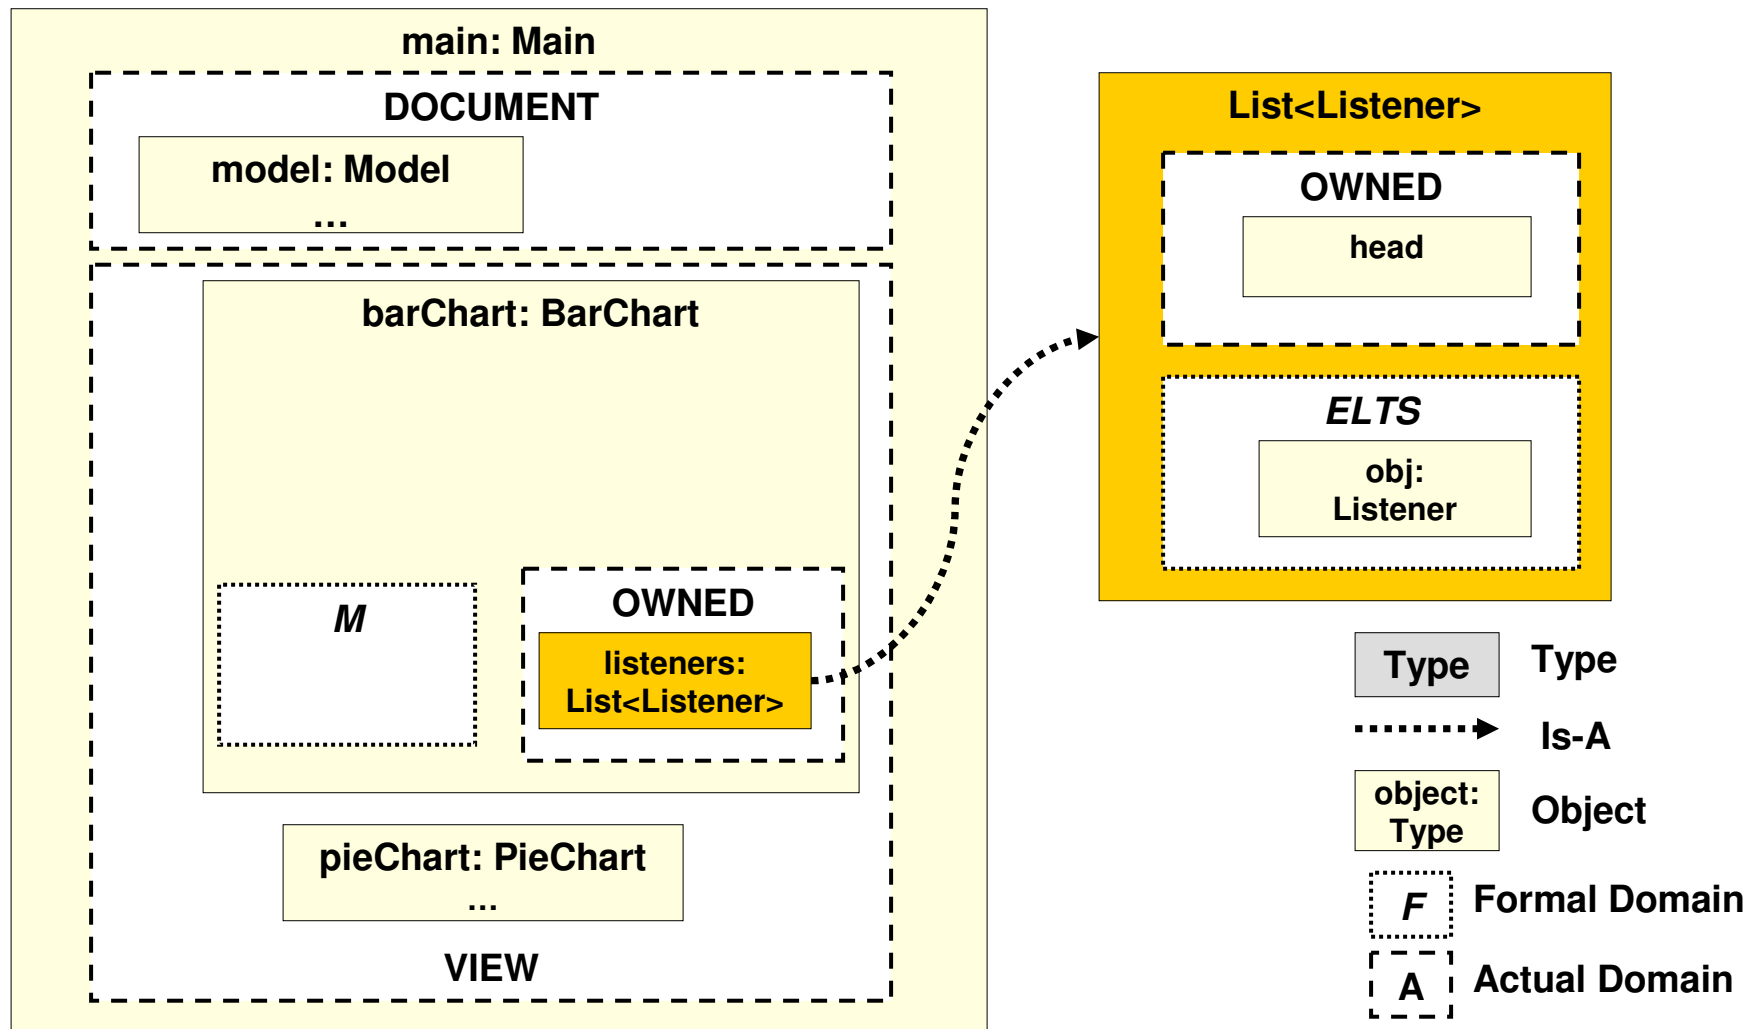 main: Main
DOCUMENT
model: Model
...
barChart: BarChart
M
OWNED
listeners:
List<Listener>
pieChart: PieChart
...
VIEW
List<Listener>
OWNED
head
ELTS
obj:
Listener
Type Type
Is-A
object:
Type
Object
F Formal Domain
A Actual Domain